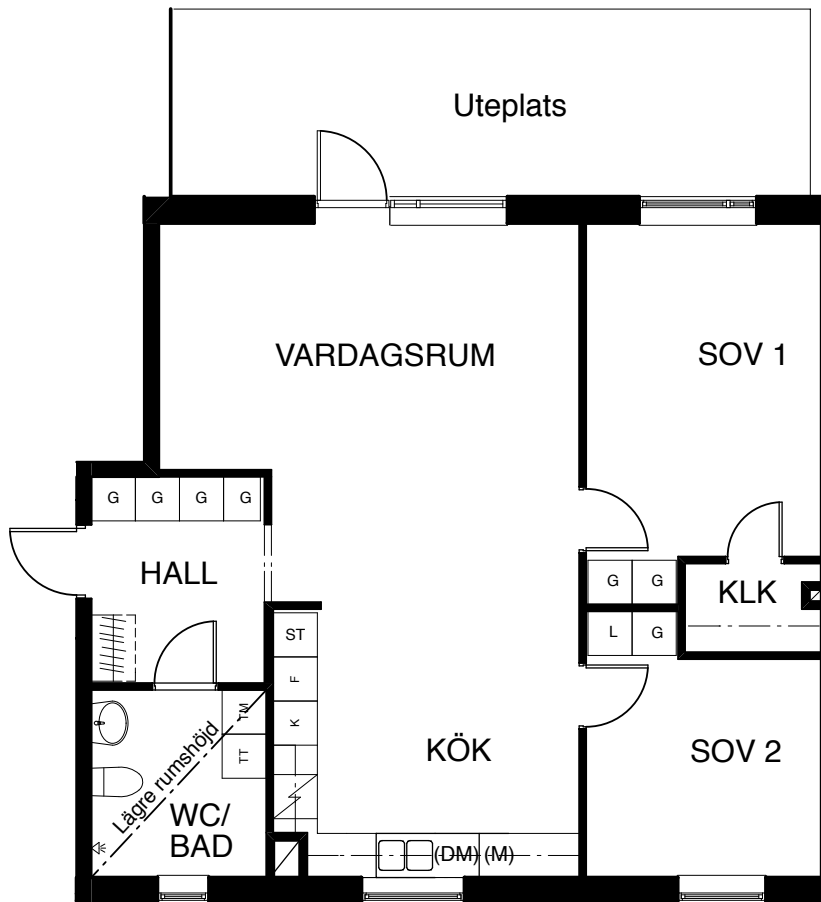 Uteplats
VARDAGSRUM
SOV 1
G G G G
HALL
G G
KLK
L G
ST
F
K
KÖK
SOV 2
TM
TT
Lägre rumshöjd
WC/
BAD
(DM) (M)